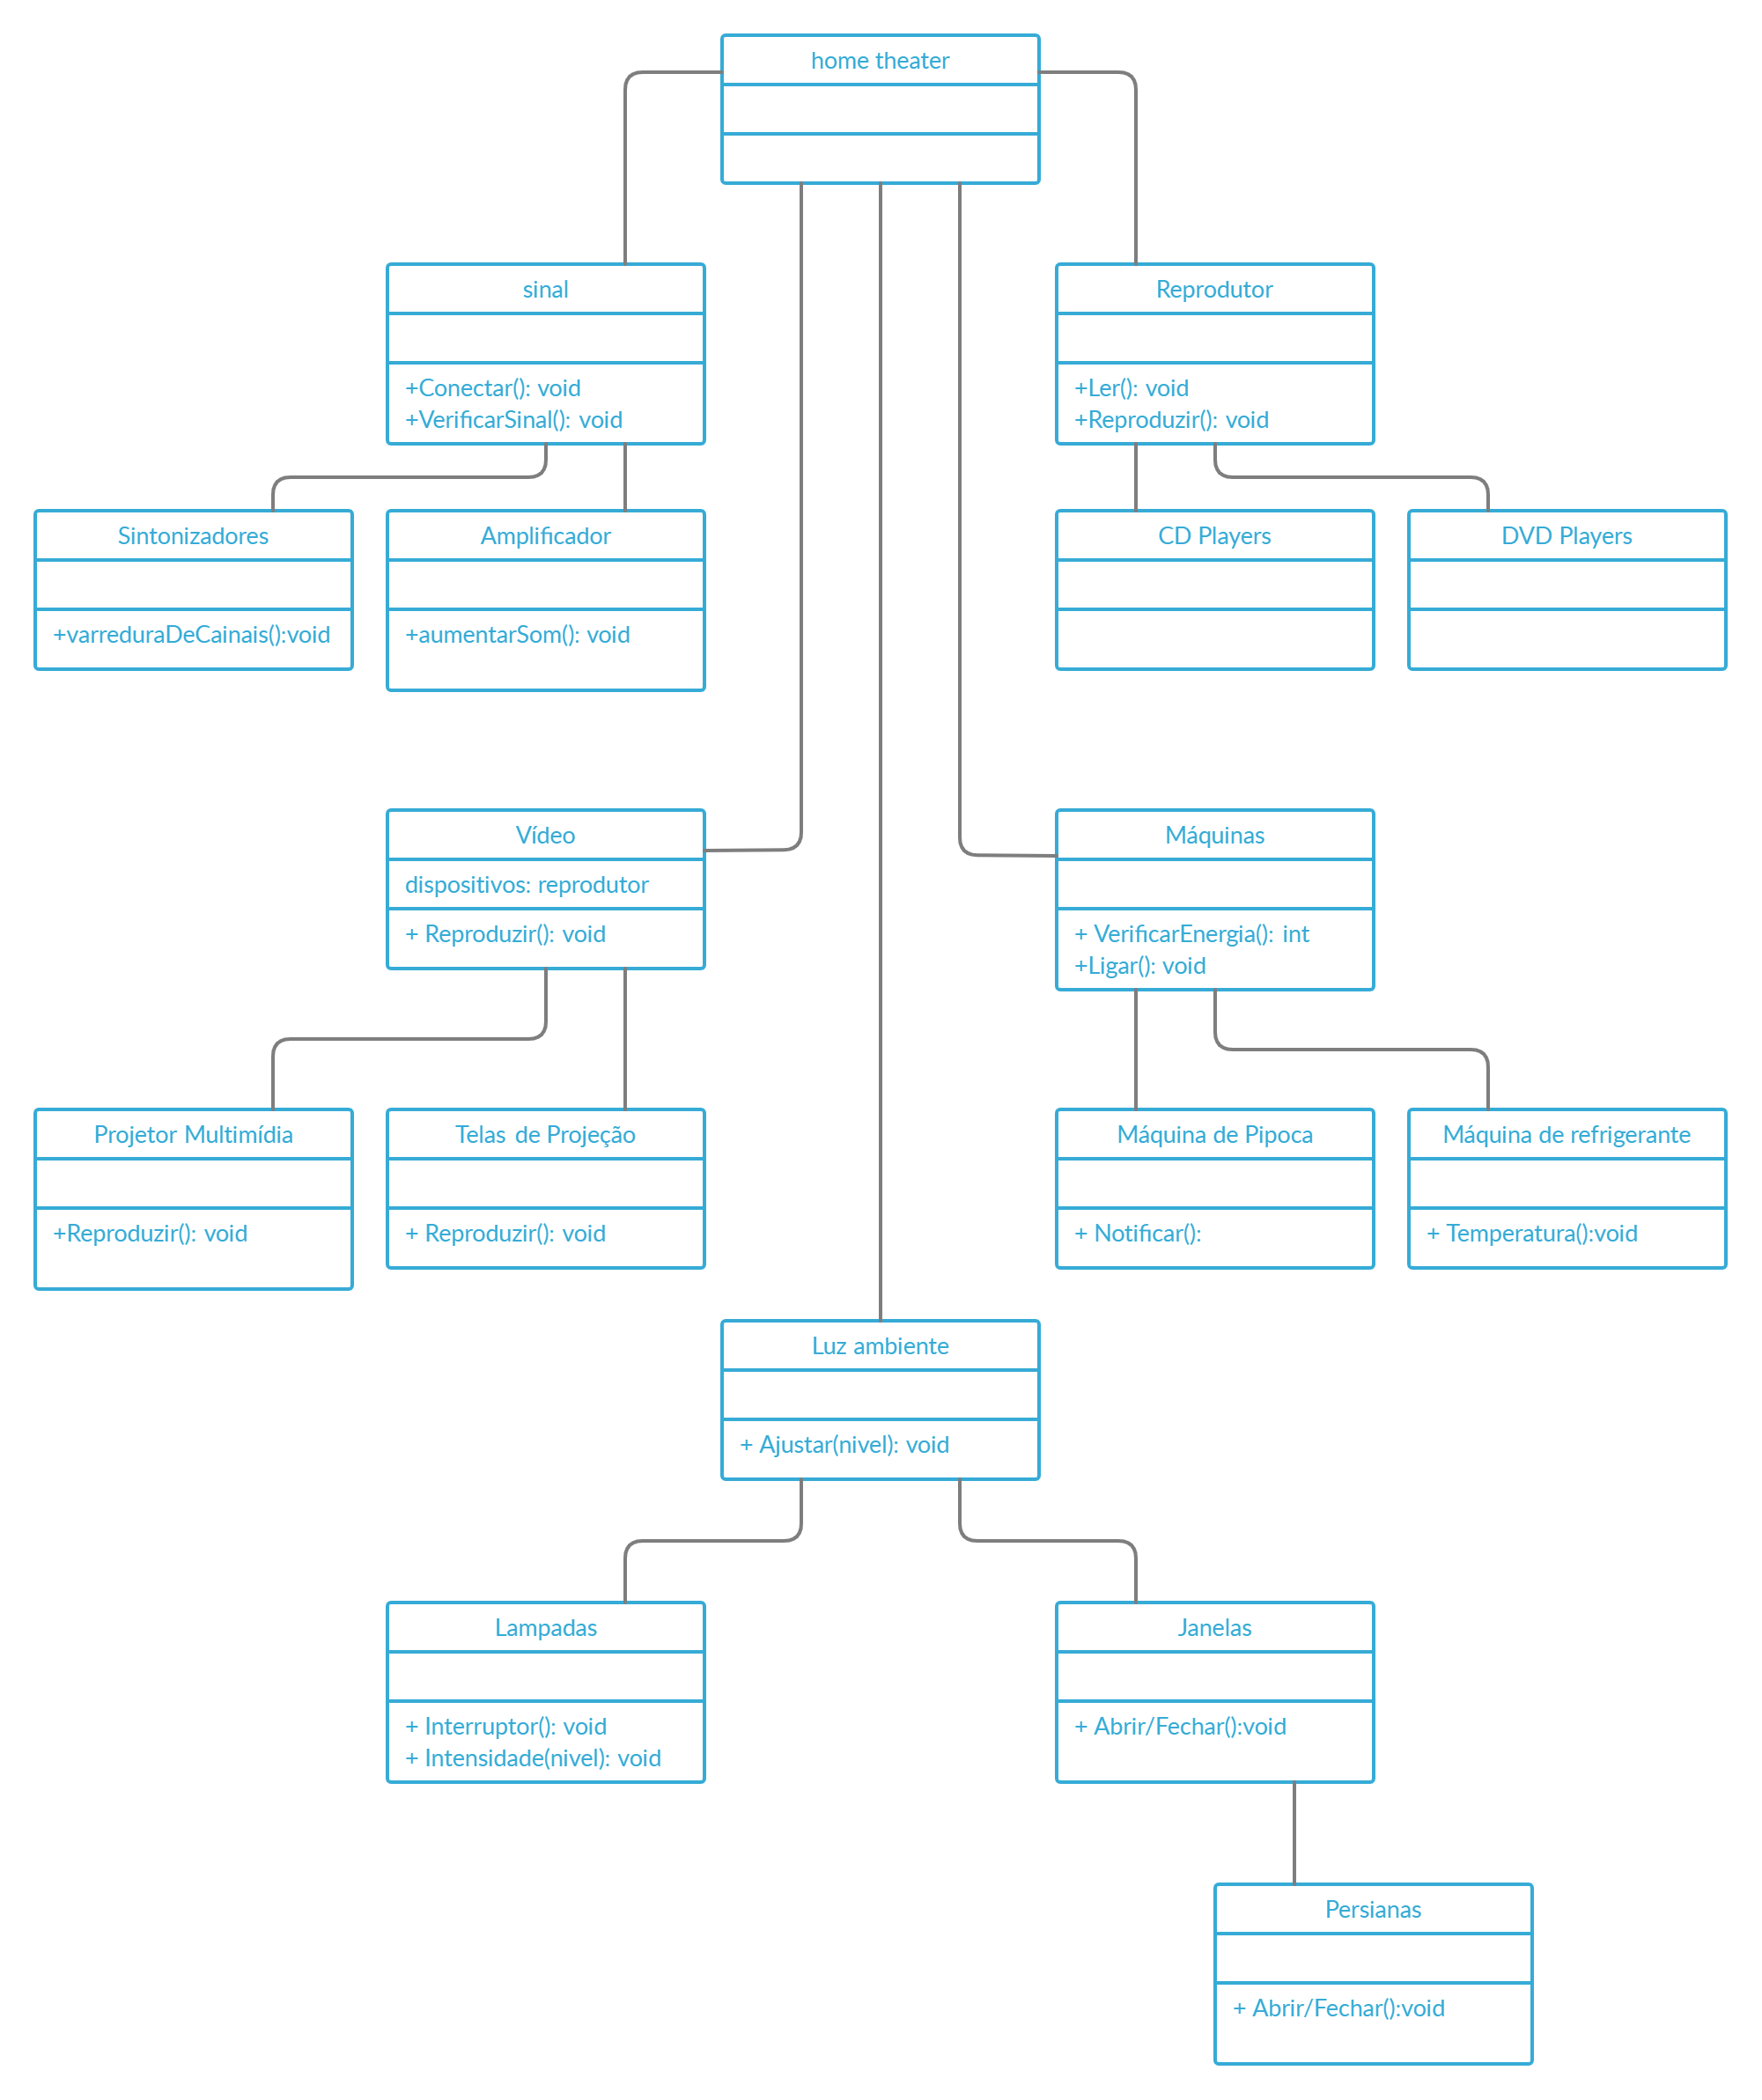 home theater
sinal
+Conectar(): void
+VerificarSinal(): void
Reprodutor
+Ler(): void
+Reproduzir(): void
Sintonizadores
+varreduraDeCainais():void
Amplificador
+aumentarSom(): void
CD Players
DVD Players
Vídeo
dispositivos: reprodutor
+ Reproduzir(): void
Máquinas
+ VerificarEnergia(): int
+Ligar(): void
Projetor Multimídia
+Reproduzir(): void
Telas de Projeção
+ Reproduzir(): void
Máquina de Pipoca
+ Notificar():
Máquina de refrigerante
+ Temperatura():void
Luz ambiente
+ Ajustar(nivel): void
Lampadas
+ Interruptor(): void
+ Intensidade(nivel): void
Janelas
+ Abrir/Fechar():void
Persianas
+ Abrir/Fechar():void